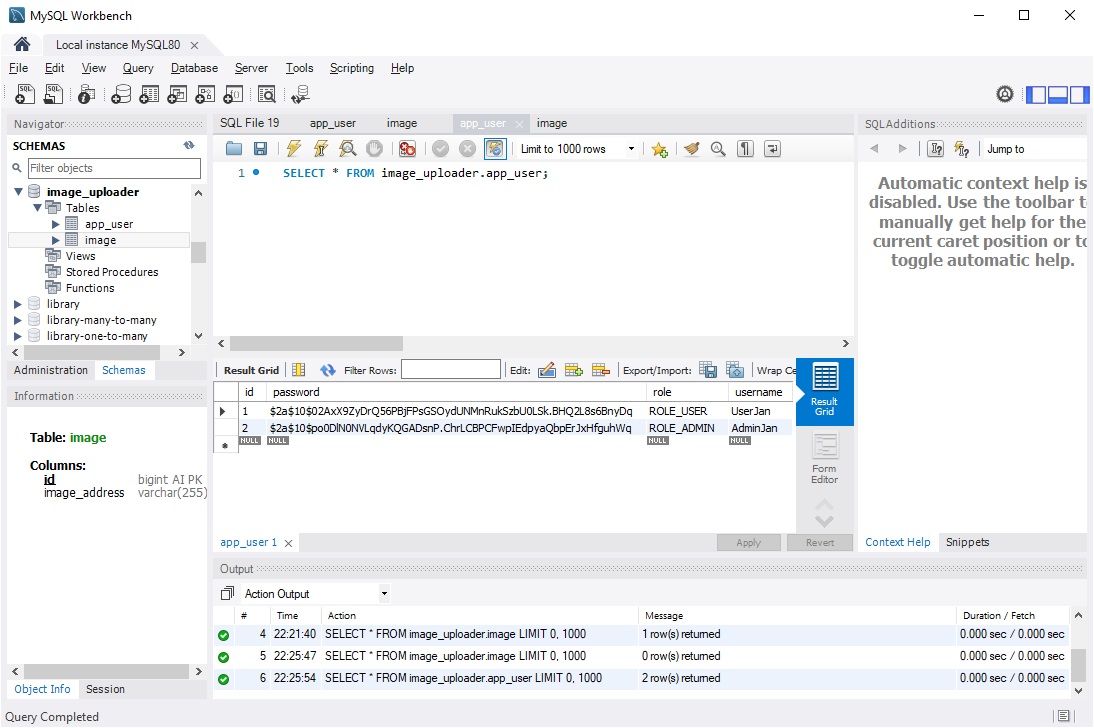 MySQL Workbench
Local instance MySQL80
File Edit View Query Database Server Tools Scripting Help
Navigator
SCHEMAS
Filter objects
image_uploader
Tables
app_user
image
Views
Stored Procedures
Functions
library
library-many-to-many
library-one-to-many
Administration Schemas
Information
Table: image
Columns:
id bigint AI PK
image_address varchar(255)
Object Info Session
SQL File 19 app_user image app_user image
Limit to 1000 rows
1 SELECT * FROM image_uploader.app_user;
Result Grid Filter Rows: Edit: Export/Import: Wrap Ce
id password role username
1 $2a$10$02AxX9ZyDrQ56PBjFPsGSOydUNMnRukSzbU0LSk.BHQ2L8s6BnyDq ROLE_USER UserJan
2 $2a$10$po0DlN0NVLqdyKQGADsnP.ChrLCBPCFwpIEdpyaQbpErJxHfguhWq ROLE_ADMIN AdminJan
NULL NULL NULL NULL
Result Grid
Form Editor
app_user 1 Apply Revert
SQLAdditions
Jump to
Automatic context help is
disabled. Use the toolbar t
manually get help for the
current caret position or to
toggle automatic help.
Context Help Snippets
Output
Action Output
# Time Action Message Duration / Fetch
4 22:21:40 SELECT * FROM image_uploader.image LIMIT 0, 1000 1 row(s) returned 0.000 sec / 0.000 sec
5 22:25:47 SELECT * FROM image_uploader.image LIMIT 0, 1000 0 row(s) returned 0.000 sec / 0.000 sec
6 22:25:54 SELECT * FROM image_uploader.app_user LIMIT 0, 1000 2 row(s) returned 0.000 sec / 0.000 sec
Query Completed